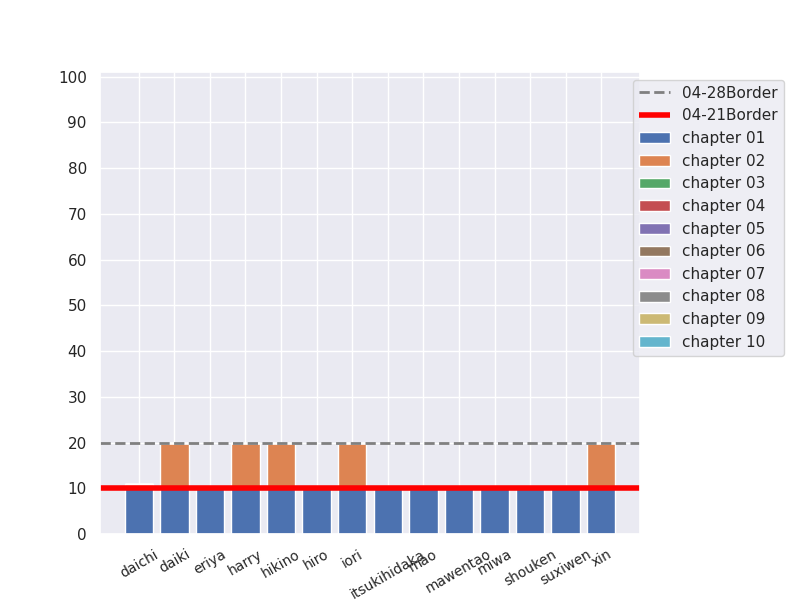 100
90
80
70
60
50
40
30
20
10
0
daichi
daiki
eriya
harry
hikino
hiro
iori
itsukihidaka
mao
mawentao
miwa
shouken
suxiwen
xin
04-28Border
04-21Border
chapter 01
chapter 02
chapter 03
chapter 04
chapter 05
chapter 06
chapter 07
chapter 08
chapter 09
chapter 10